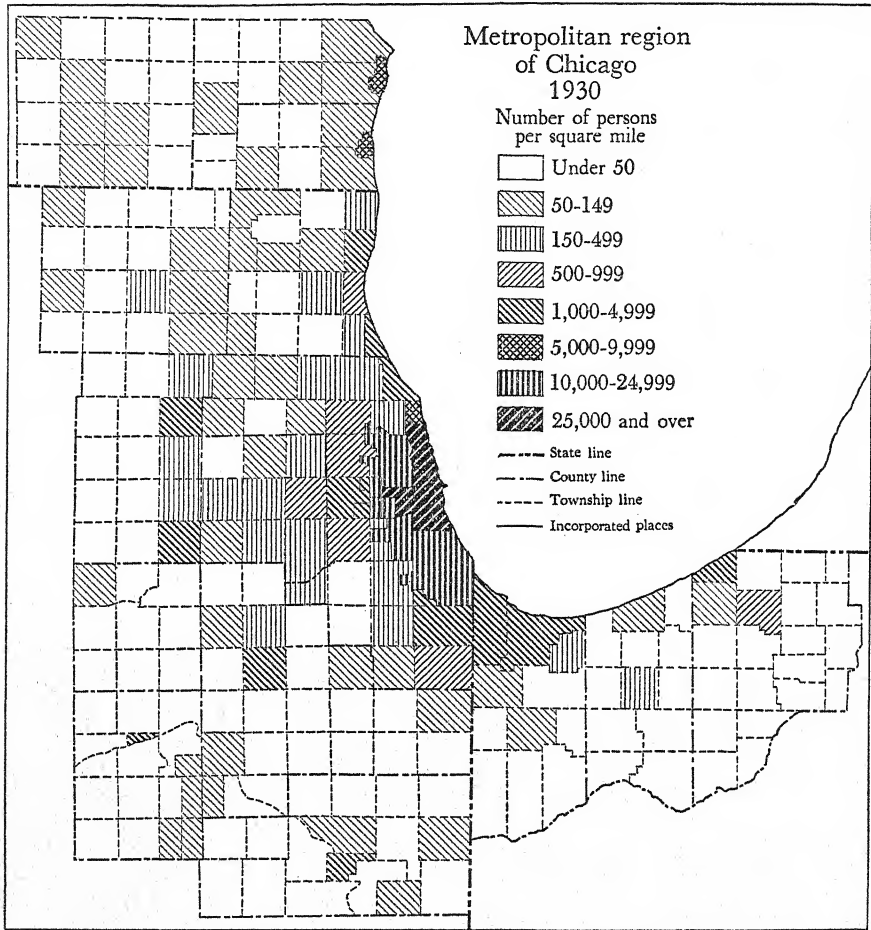 Metropolitan region
of Chicago
1930
Number of persons
per square mile
Under 50
50-149
150-499
500-999
1,000-4,999
5,000-9,999
10,000-24,999
25,000 and over
State line
County line
Township line
Incorporated places